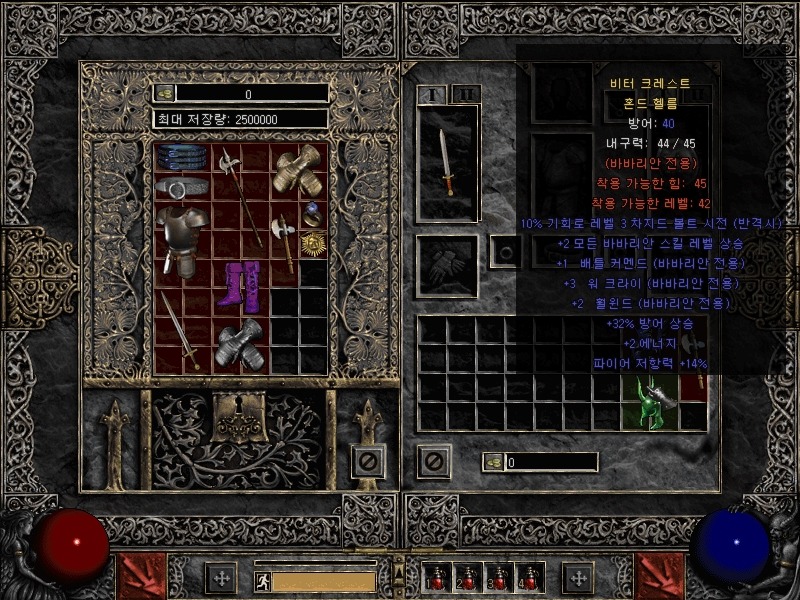 0
최대 저장량: 2500000
I II
II
비터 크레스트
혼드 헬름
방어: 40
내구력: 44 / 45
(바바리안 전용)
착용 가능한 힘: 45
착용 가능한 레벨: 42
10% 기회로 레벨 3 차지드 볼트 시전 (반격시)
+2 모든 바바리안 스킬 레벨 상승
+1 배틀 커맨드 (바바리안 전용)
+3 워 크라이 (바바리안 전용)
+2 휠윈드 (바바리안 전용)
+32% 방어 상승
+2 에너지
파이어 저항력 +14%
0
1 2 3 4